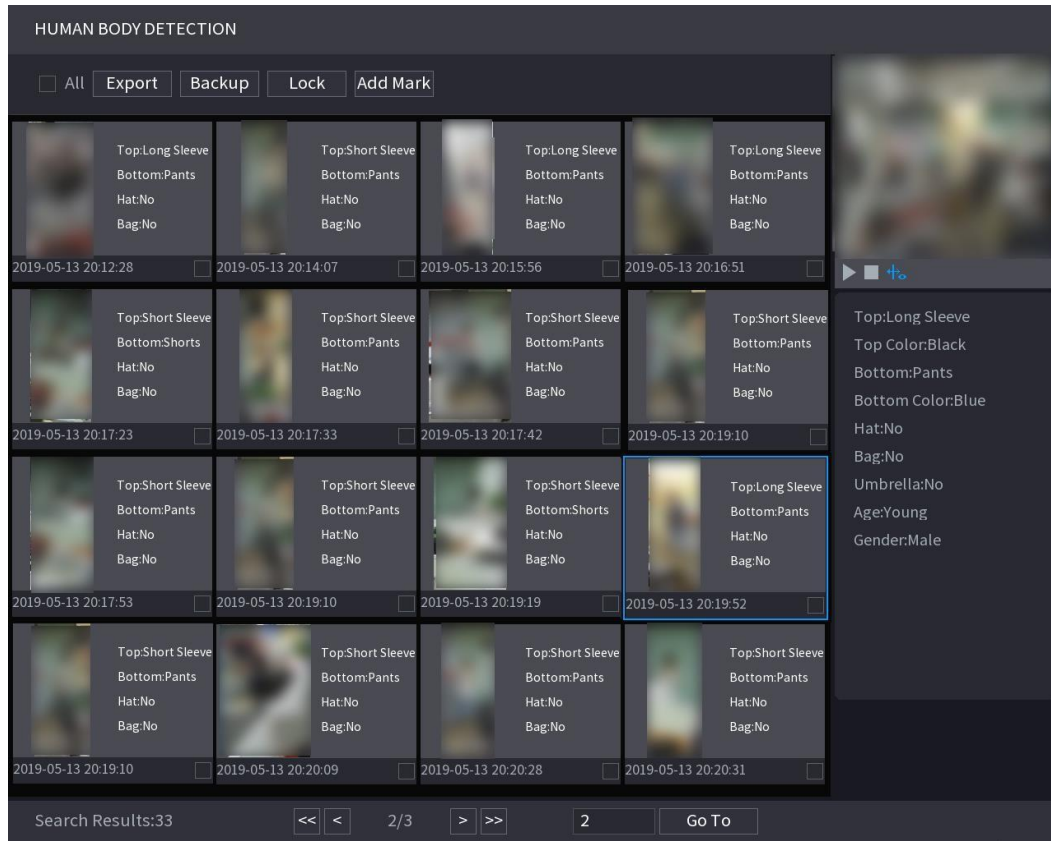 HUMAN BODY DETECTION
All Export Backup Lock Add Mark
Top:Long Sleeve
Bottom:Pants
Hat:No
Bag:No
2019-05-13 20:12:28
Top:Short Sleeve
Bottom:Pants
Hat:No
Bag:No
2019-05-13 20:14:07
Top:Long Sleeve
Bottom:Pants
Hat:No
Bag:No
2019-05-13 20:15:56
Top:Long Sleeve
Bottom:Pants
Hat:No
Bag:No
2019-05-13 20:16:51
Top:Short Sleeve
Bottom:Shorts
Hat:No
Bag:No
2019-05-13 20:17:23
Top:Short Sleeve
Bottom:Pants
Hat:No
Bag:No
2019-05-13 20:17:33
Top:Short Sleeve
Bottom:Pants
Hat:No
Bag:No
2019-05-13 20:17:42
Top:Short Sleeve
Bottom:Pants
Hat:No
Bag:No
2019-05-13 20:19:10
Top:Short Sleeve
Bottom:Pants
Hat:No
Bag:No
2019-05-13 20:17:53
Top:Short Sleeve
Bottom:Pants
Hat:No
Bag:No
2019-05-13 20:19:10
Top:Short Sleeve
Bottom:Shorts
Hat:No
Bag:No
2019-05-13 20:19:19
Top:Long Sleeve
Bottom:Pants
Hat:No
Bag:No
2019-05-13 20:19:52
Top:Short Sleeve
Bottom:Pants
Hat:No
Bag:No
2019-05-13 20:19:10
Top:Short Sleeve
Bottom:Pants
Hat:No
Bag:No
2019-05-13 20:20:09
Top:Short Sleeve
Bottom:Pants
Hat:No
Bag:No
2019-05-13 20:20:28
Top:Short Sleeve
Bottom:Pants
Hat:No
Bag:No
2019-05-13 20:20:31
Top:Long Sleeve
Top Color:Black
Bottom:Pants
Bottom Color:Blue
Hat:No
Bag:No
Umbrella:No
Age:Young
Gender:Male
Search Results:33 << < 2/3 > >> 2 Go To